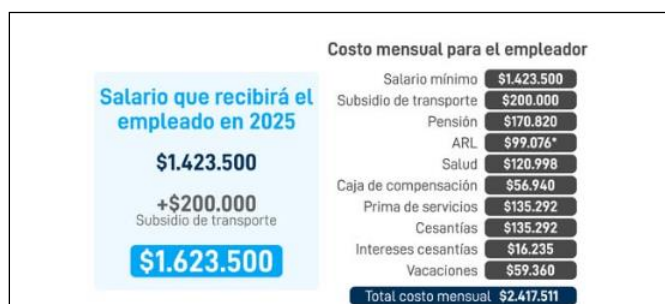 Salario que recibirá el
empleado en 2025
$1.423.500
+$200.000
Subsidio de transporte
$1.623.500
Costo mensual para el empleador
Salario mínimo $1.423.500
Subsidio de transporte $200.000
Pensión $170.820
ARL $99.076*
Salud $120.998
Caja de compensación $56.940
Prima de servicios $135.292
Cesantías $135.292
Intereses cesantías $16.235
Vacaciones $59.360
Total costo mensual $2.417.511